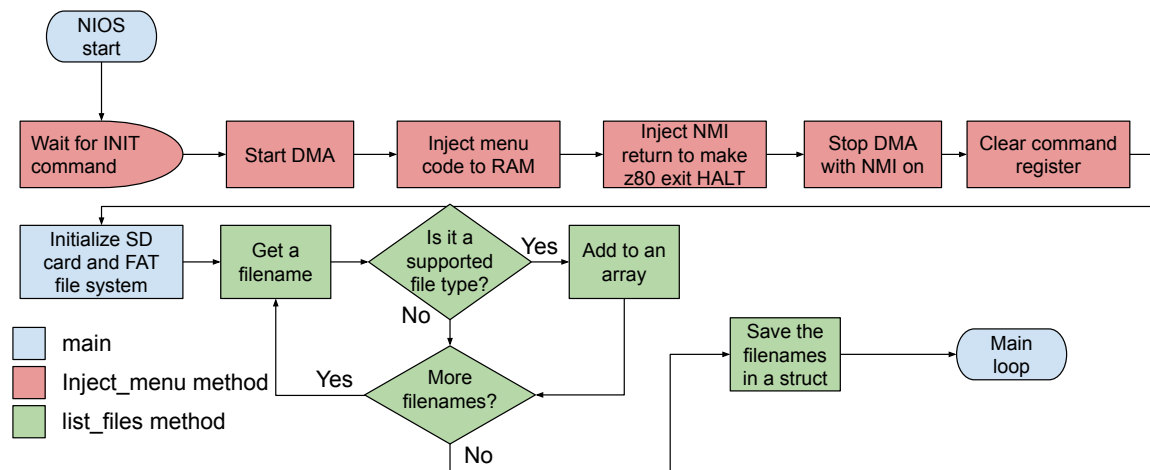 NIOS
start
Wait for INIT
command
Start DMA
Inject menu
code to RAM
Inject NMI
return to make
z80 exit HALT
Stop DMA
with NMI on
Clear command
register
Initialize SD
card and FAT
file system
Get a
filename
Is it a
supported
file type?
Yes
Add to an
array
No
main
Inject_menu method
list_files method
Yes
More
filenames?
No
Save the
filenames
in a struct
Main
loop